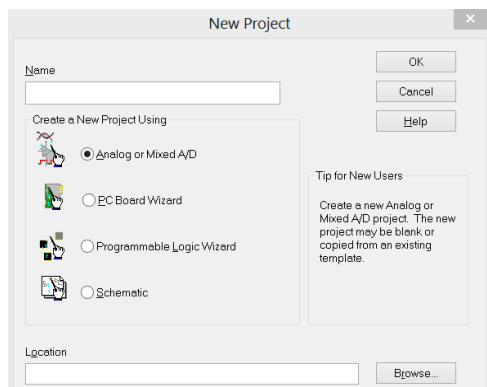 New Project
Name
OK
Cancel
Help
Create a New Project Using
Analog or Mixed A/D
PC Board Wizard
Programmable Logic Wizard
Schematic
Tip for New Users
Create a new Analog or
Mixed A/D project. The new
project may be blank or
copied from an existing
template.
Location
Browse...